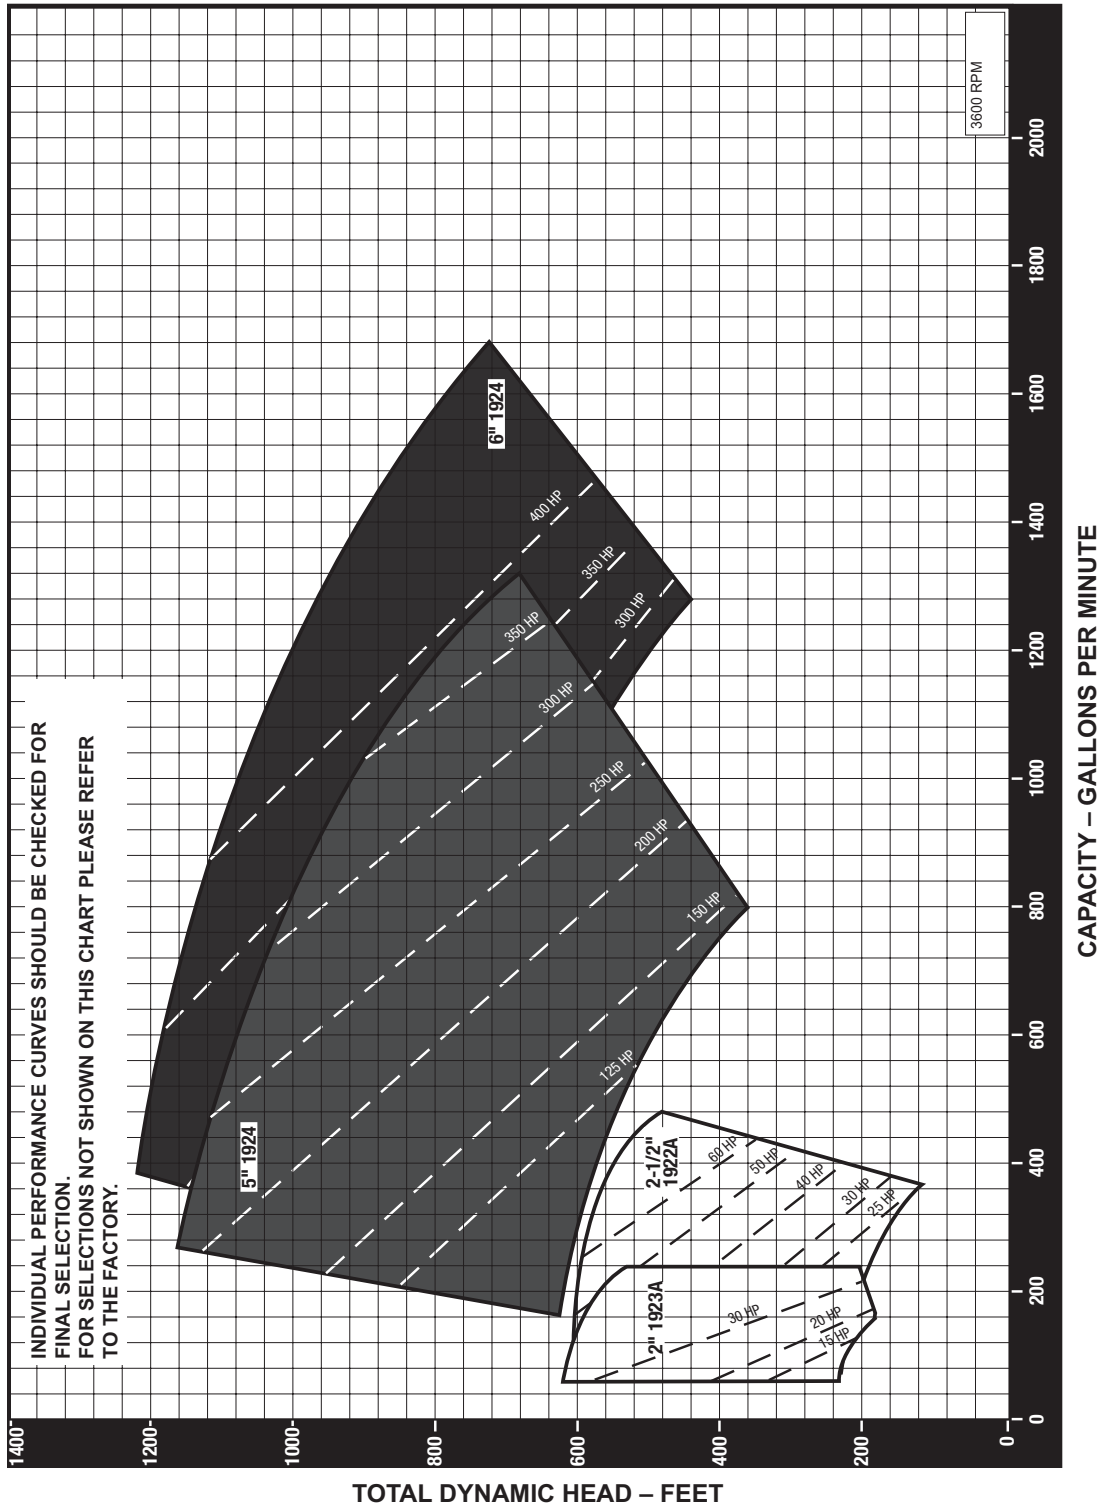 INDIVIDUAL PERFORMANCE CURVES SHOULD BE CHECKED FOR
FINAL SELECTION.
FOR SELECTIONS NOT SHOWN ON THIS CHART PLEASE REFER
TO THE FACTORY.
3600 RPM
6" 1924
400 HP
350 HP
300 HP
5" 1924
350 HP
300 HP
250 HP
200 HP
150 HP
125 HP
2-1/2"
1922A
60 HP
50 HP
40 HP
30 HP
25 HP
2" 1923A
30 HP
20 HP
15 HP
1400
1200
1000
800
600
400
200
0
TOTAL DYNAMIC HEAD – FEET
0
200
400
600
800
1000
1200
1400
1600
1800
2000
CAPACITY – GALLONS PER MINUTE